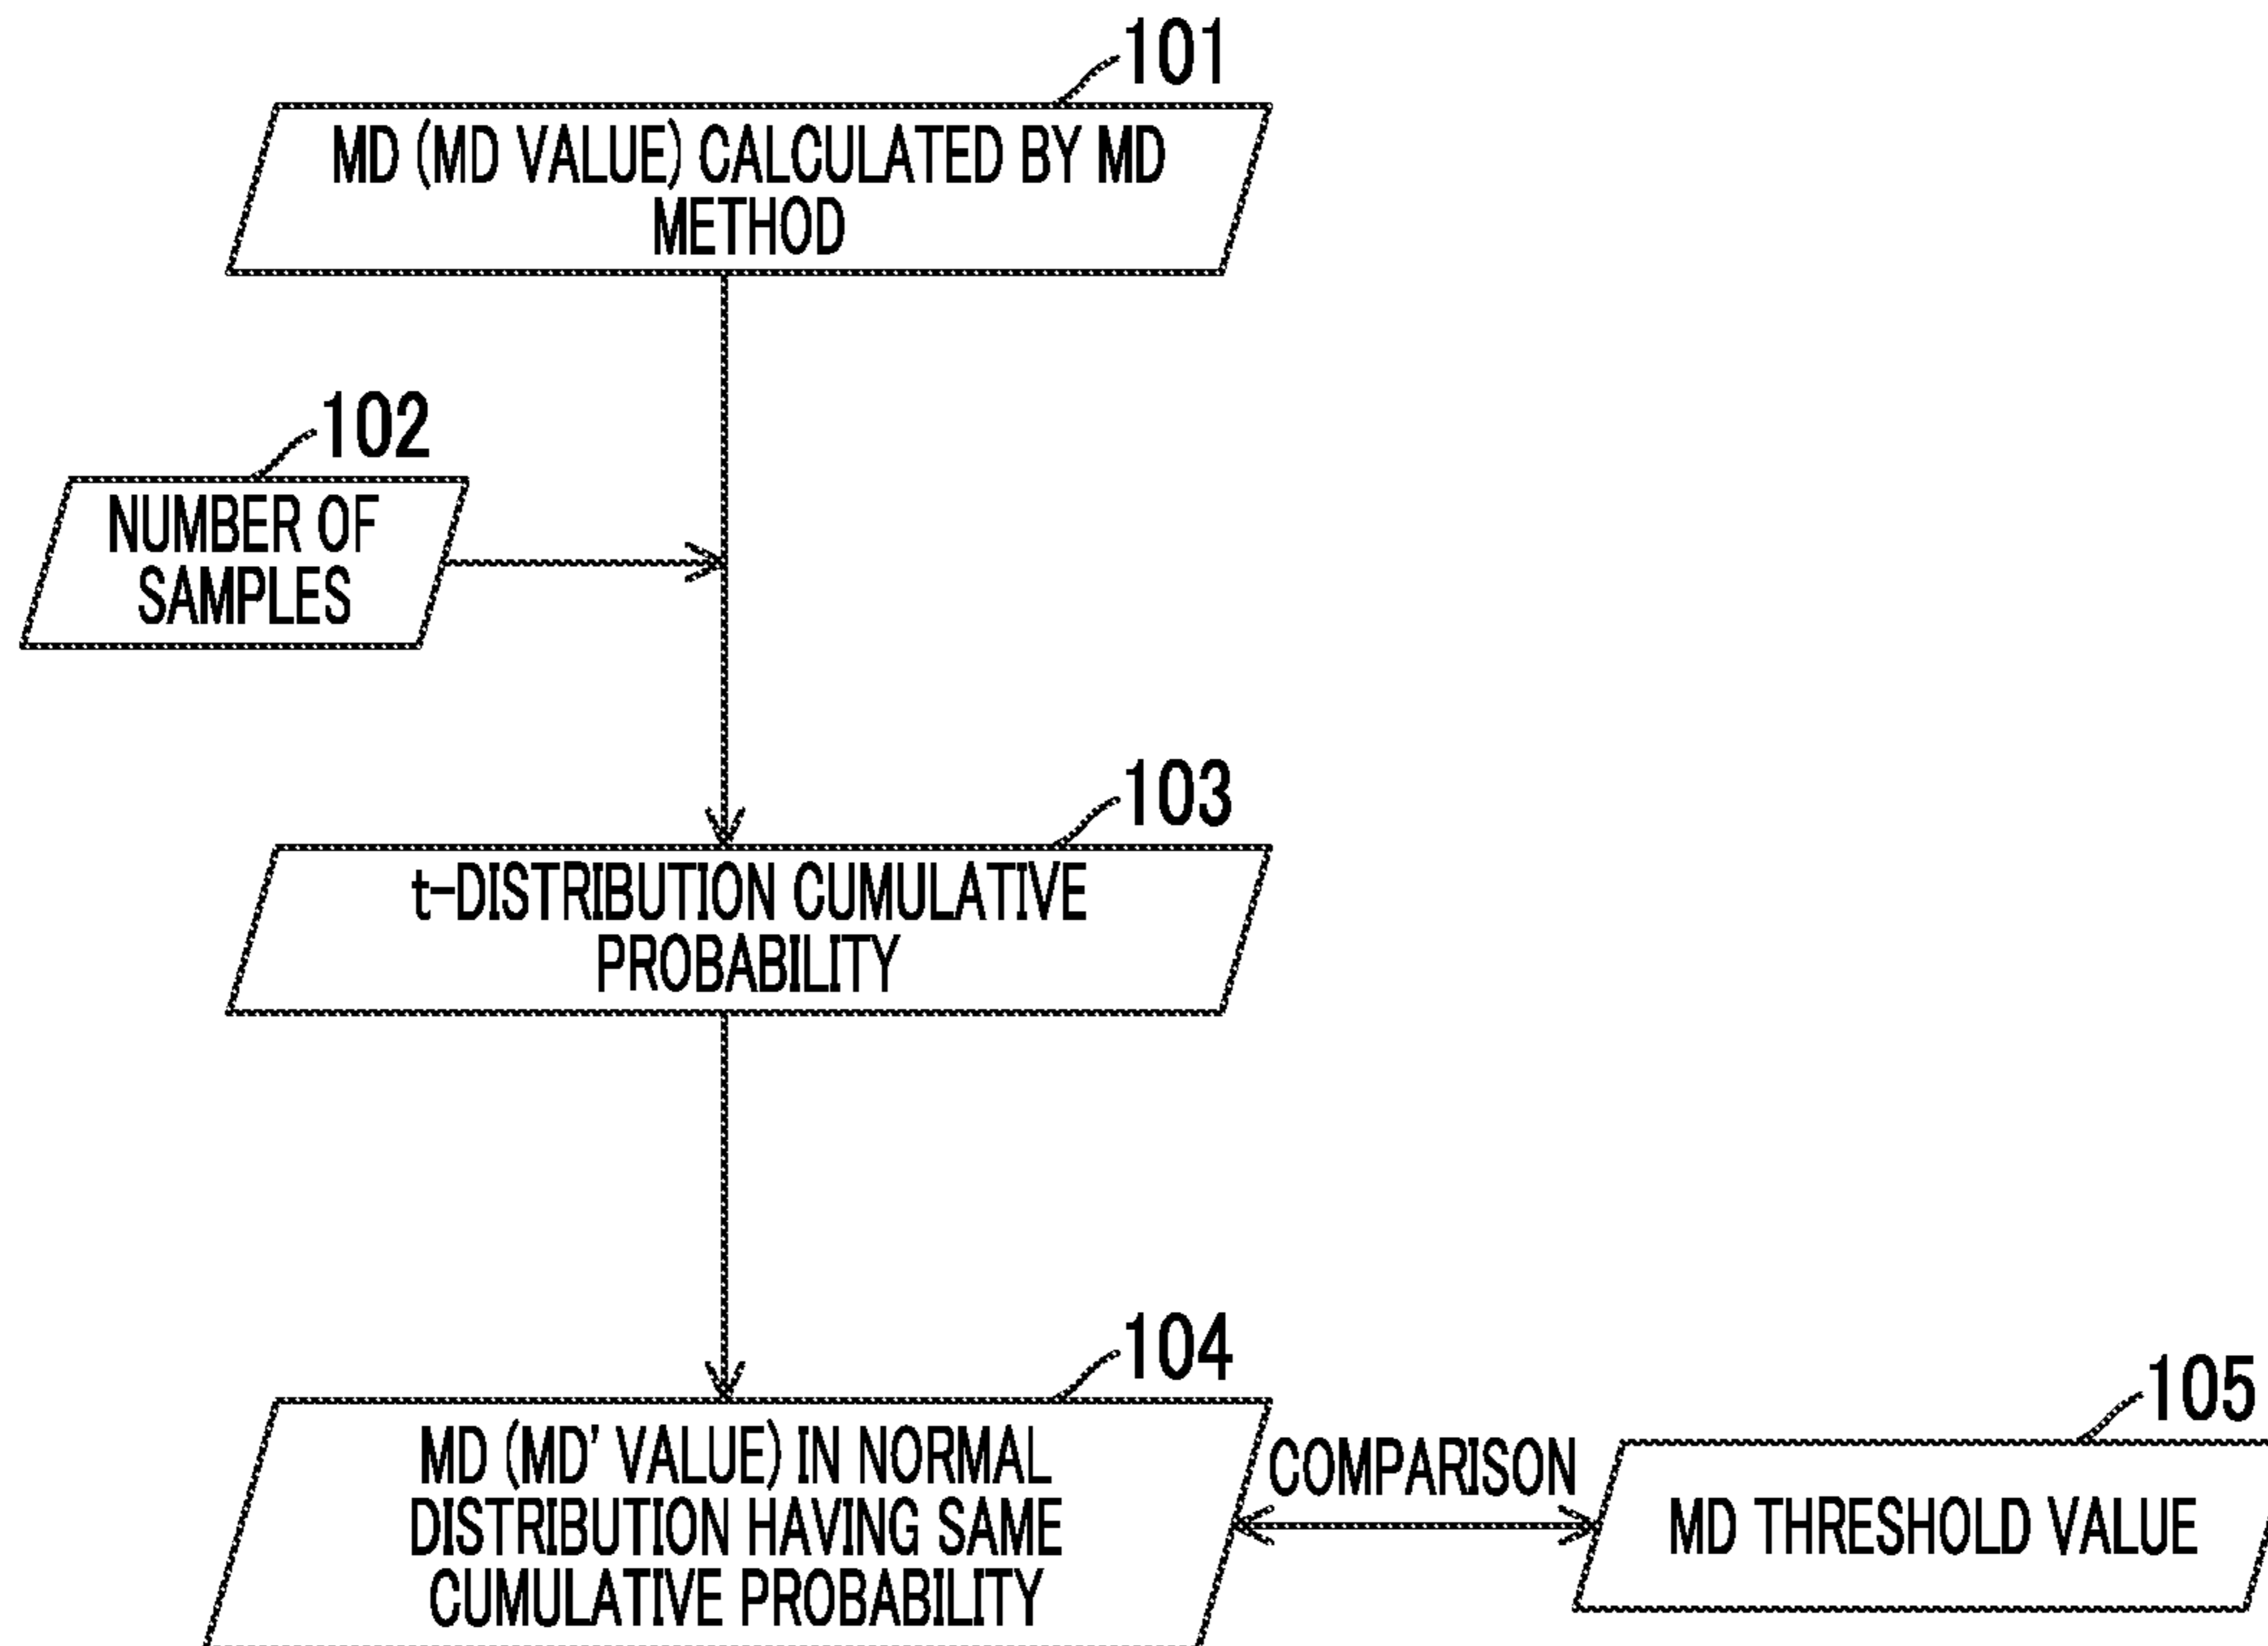 101
MD (MD VALUE) CALCULATED BY MD
METHOD
102
NUMBER OF
SAMPLES
103
t-DISTRIBUTION CUMULATIVE
PROBABILITY
104
MD (MD' VALUE) IN NORMAL
DISTRIBUTION HAVING SAME
CUMULATIVE PROBABILITY
COMPARISON
105
MD THRESHOLD VALUE